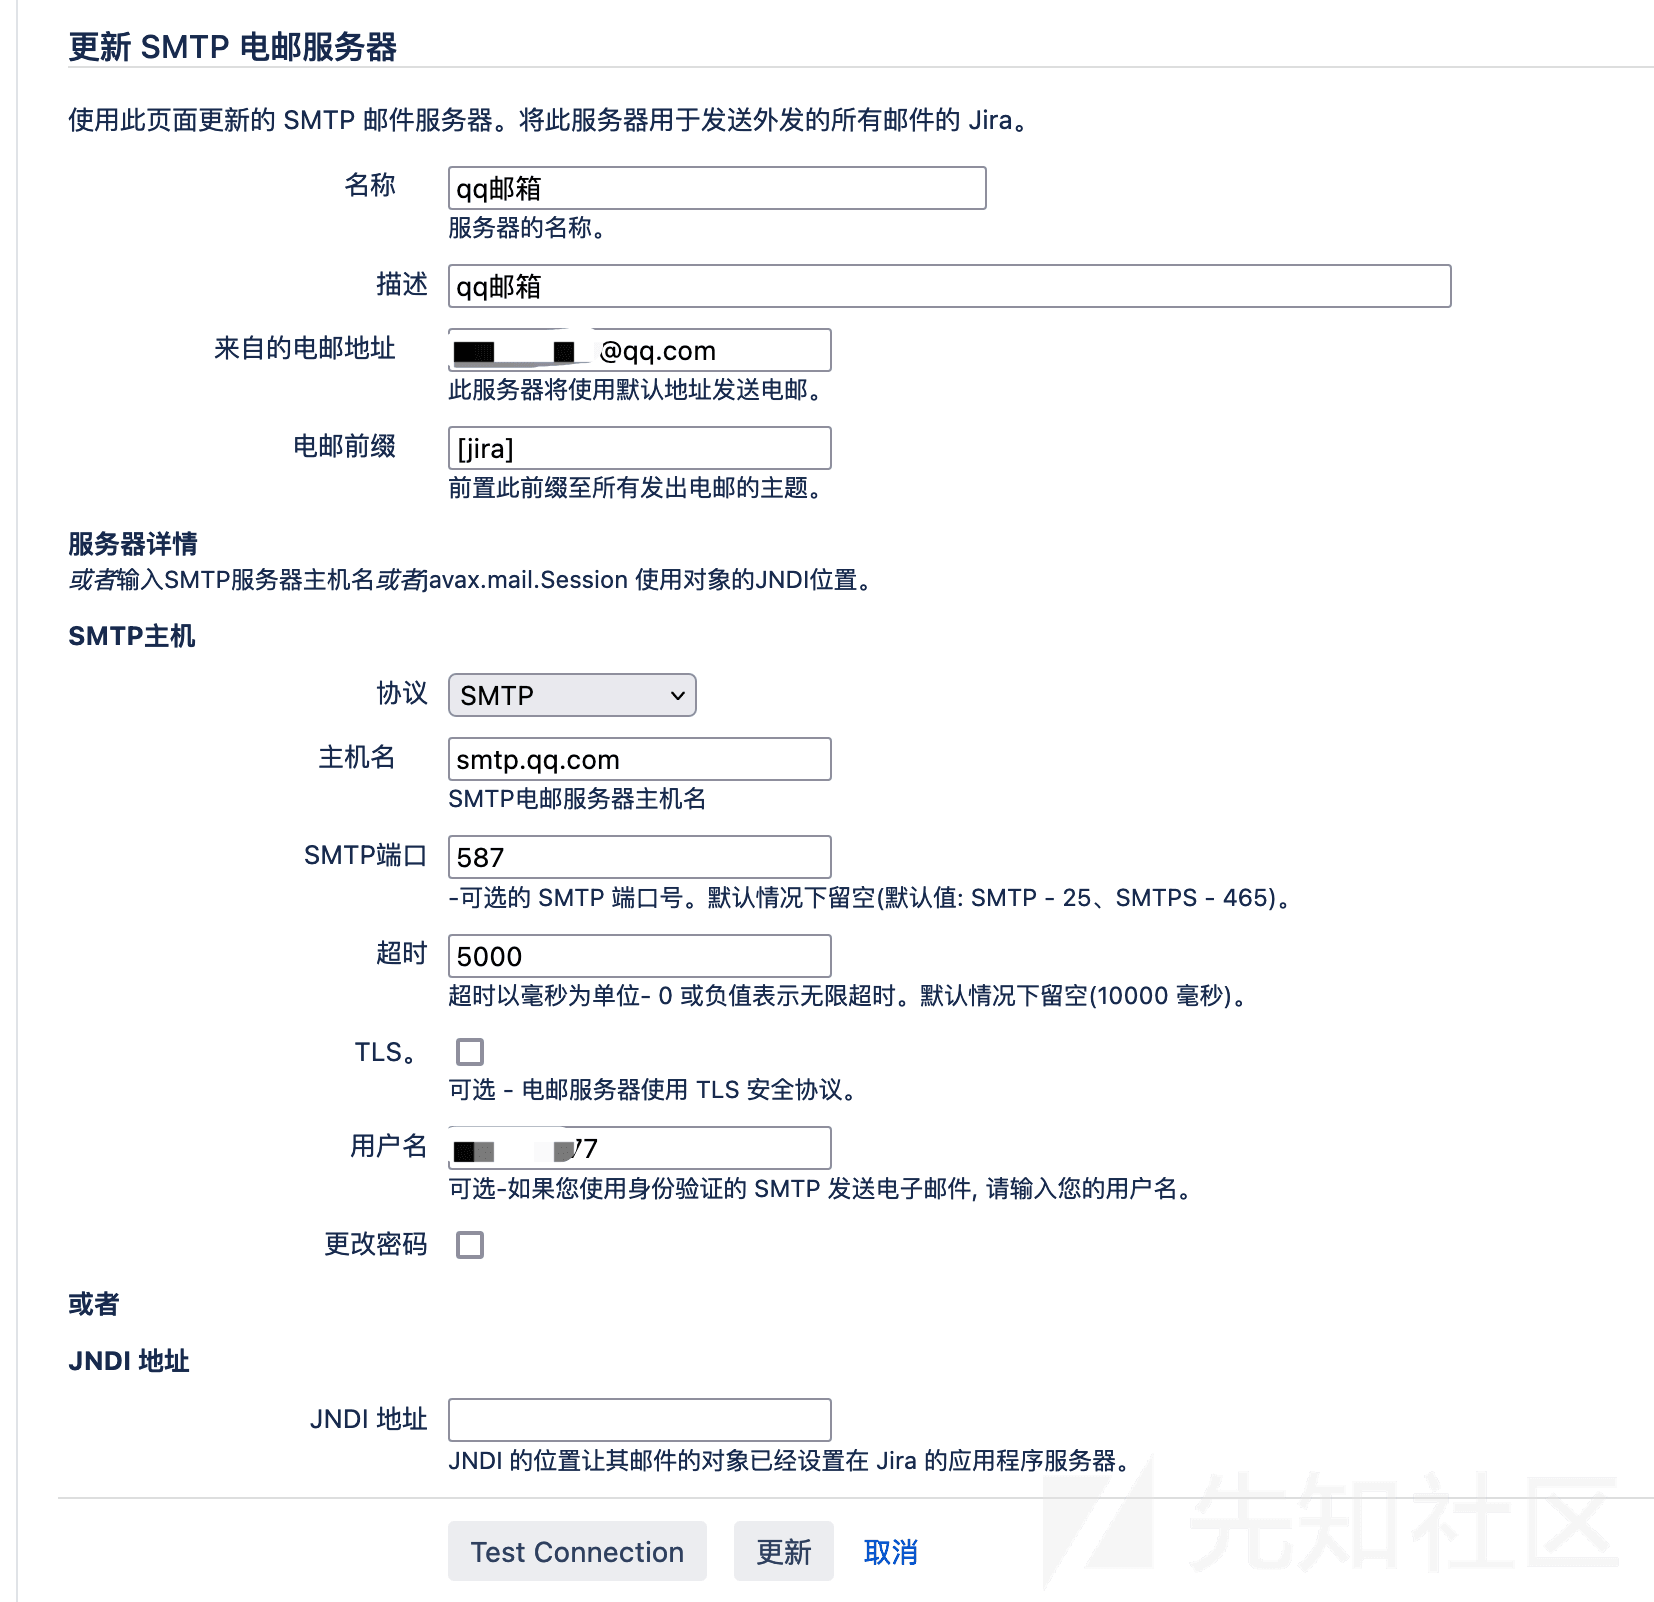 更新 SMTP 电邮服务器
使用此页面更新的 SMTP 邮件服务器。将此服务器用于发送外发的所有邮件的 Jira。
名称 qq邮箱
服务器的名称。
描述 qq邮箱
来自的电邮地址 @qq.com
此服务器将使用默认地址发送电邮。
电邮前缀 [jira]
前置此前缀至所有发出电邮的主题。
服务器详情
或者输入SMTP服务器主机名或者javax.mail.Session 使用对象的JNDI位置。
SMTP主机
协议 SMTP
主机名 smtp.qq.com
SMTP电邮服务器主机名
SMTP端口 587
-可选的 SMTP 端口号。默认情况下留空(默认值: SMTP - 25、SMTPS - 465)。
超时 5000
超时以毫秒为单位- 0 或负值表示无限超时。默认情况下留空(10000 毫秒)。
TLS。
可选 - 电邮服务器使用 TLS 安全协议。
用户名 77
可选-如果您使用身份验证的 SMTP 发送电子邮件, 请输入您的用户名。
更改密码
或者
JNDI 地址
JNDI 地址
JNDI 的位置让其邮件的对象已经设置在 Jira 的应用程序服务器。
Test Connection 更新 取消
先知社区